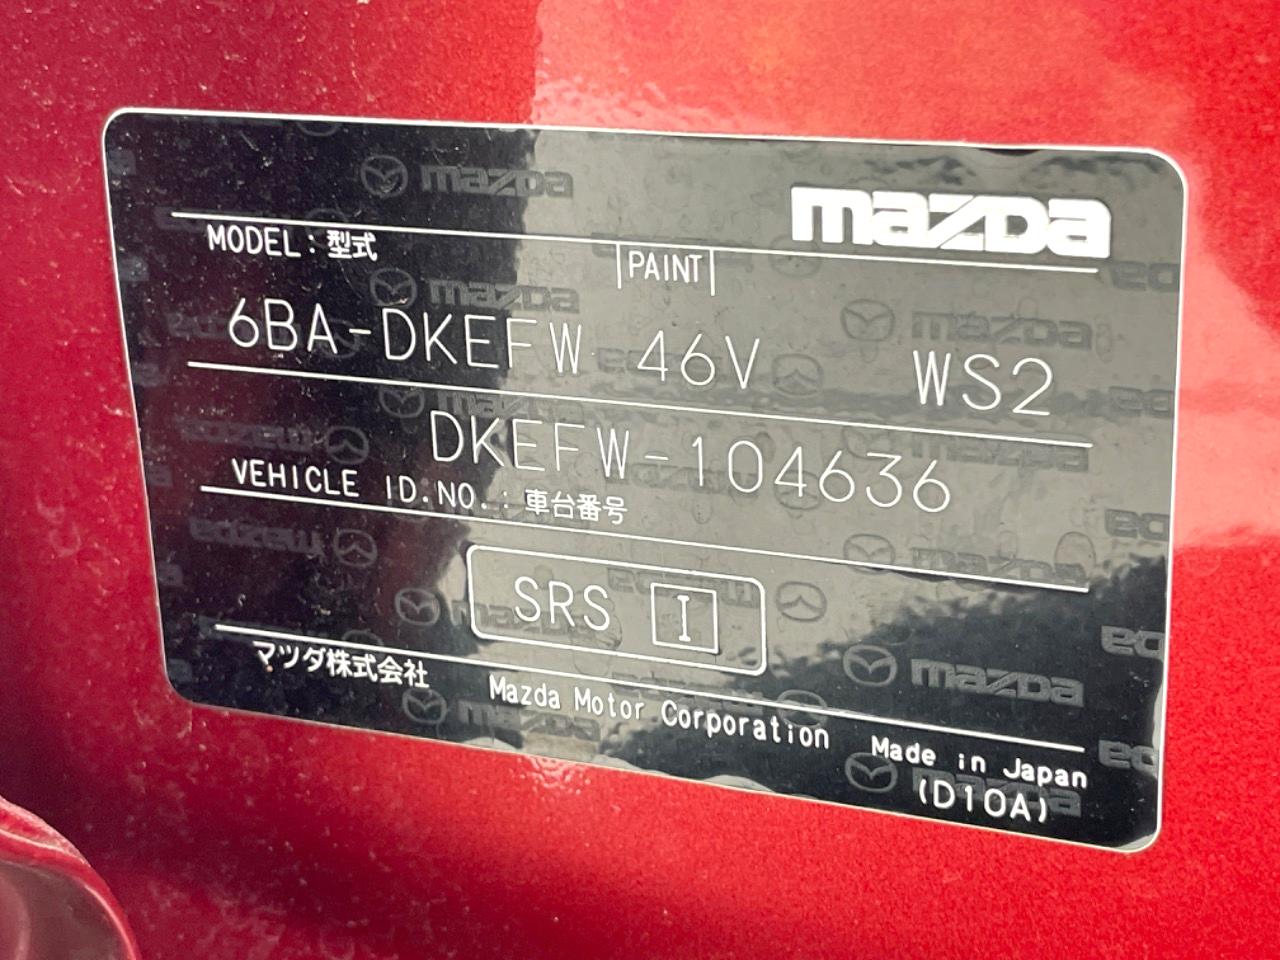 mazda
MODEL: 型式 PAINT
6BA-DKEFW 46V WS2
DKEFW-104636
VEHICLE ID.NO.: 車台番号
SRS I
マツダ株式会社 Mazda Motor Corporation Made in Japan
(D10A)